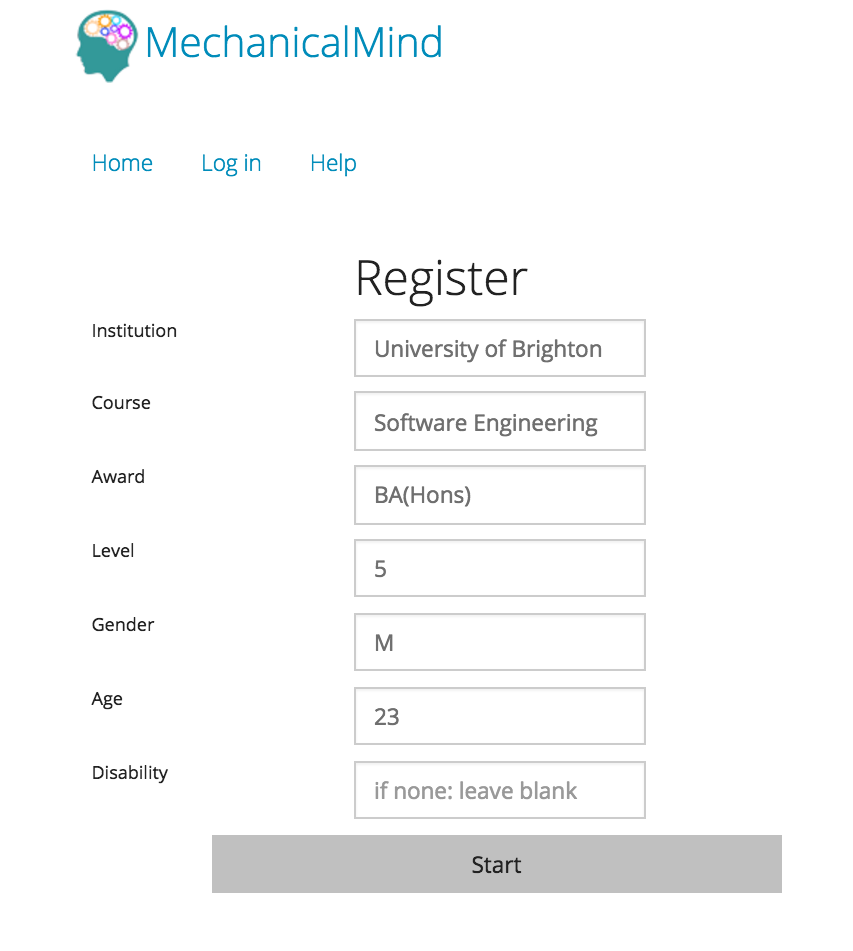 MechanicalMind
Home Log in Help
Register
Institution University of Brighton
Course Software Engineering
Award BA(Hons)
Level 5
Gender M
Age 23
Disability if none: leave blank
Start